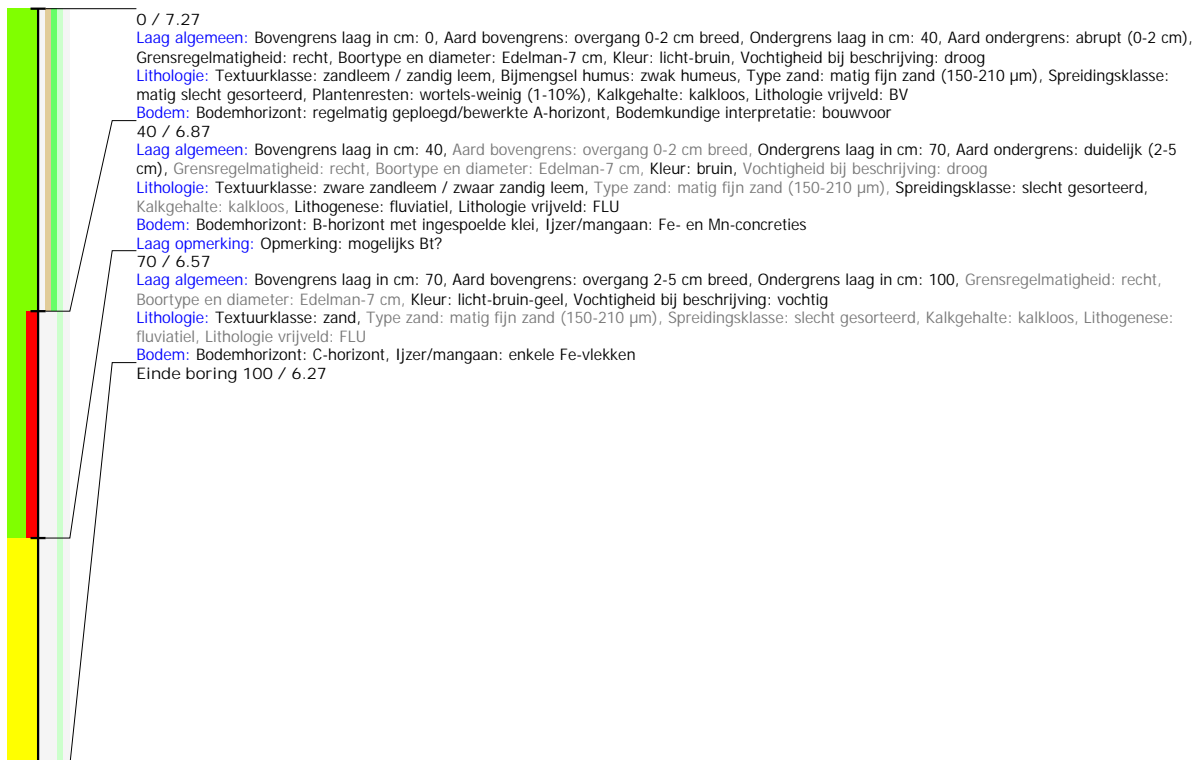 0 / 7.27
Laag algemeen: Bovengrens laag in cm: 0, Aard bovengrens: overgang 0-2 cm breed, Ondergrens laag in cm: 40, Aard ondergrens: abrupt (0-2 cm),
Grensregelmatigheid: recht, Boortype en diameter: Edelman-7 cm, Kleur: licht-bruin, Vochtigheid bij beschrijving: droog
Lithologie: Textuurklasse: zandleem / zandig leem, Bijmengsel humus: zwak humeus, Type zand: matig fijn zand (150-210 µm), Spreidingsklasse:
matig slecht gesorteerd, Plantenresten: wortels-weinig (1-10%), Kalkgehalte: kalkloos, Lithologie vrijveld: BV
Bodem: Bodemhorizont: regelmatig geploegd/bewerkte A-horizont, Bodemkundige interpretatie: bouwvoor
40 / 6.87
Laag algemeen: Bovengrens laag in cm: 40, Aard bovengrens: overgang 0-2 cm breed, Ondergrens laag in cm: 70, Aard ondergrens: duidelijk (2-5
cm), Grensregelmatigheid: recht, Boortype en diameter: Edelman-7 cm, Kleur: bruin, Vochtigheid bij beschrijving: droog
Lithologie: Textuurklasse: zware zandleem / zwaar zandig leem, Type zand: matig fijn zand (150-210 µm), Spreidingsklasse: slecht gesorteerd,
Kalkgehalte: kalkloos, Lithogenese: fluviatiel, Lithologie vrijveld: FLU
Bodem: Bodemhorizont: B-horizont met ingespoelde klei, Ijzer/mangaan: Fe- en Mn-concreties
Laag opmerking: Opmerking: mogelijks Bt?
70 / 6.57
Laag algemeen: Bovengrens laag in cm: 70, Aard bovengrens: overgang 2-5 cm breed, Ondergrens laag in cm: 100, Grensregelmatigheid: recht,
Boortype en diameter: Edelman-7 cm, Kleur: licht-bruin-geel, Vochtigheid bij beschrijving: vochtig
Lithologie: Textuurklasse: zand, Type zand: matig fijn zand (150-210 µm), Spreidingsklasse: slecht gesorteerd, Kalkgehalte: kalkloos, Lithogenese:
fluviatiel, Lithologie vrijveld: FLU
Bodem: Bodemhorizont: C-horizont, Ijzer/mangaan: enkele Fe-vlekken
Einde boring 100 / 6.27